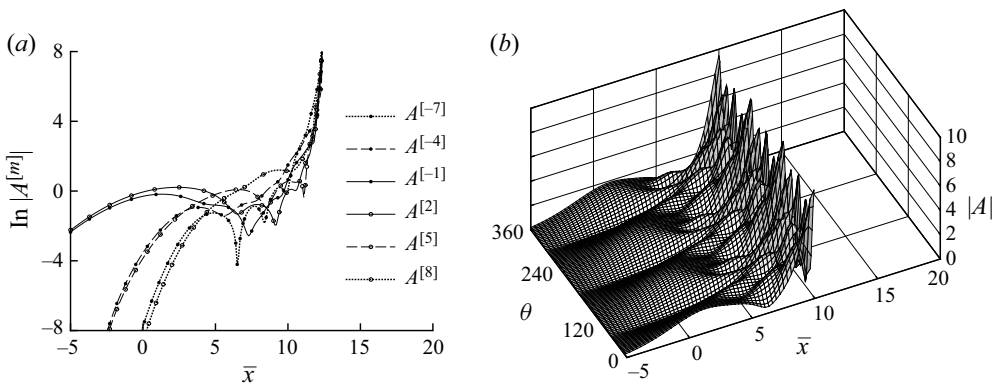 (a)
8
4
0
−4
−8
ln |A^[m]|
−5 0 5 10 15 20
x̅
A^[−7]
A^[−4]
A^[−1]
A^[2]
A^[5]
A^[8]
(b)
10
8
6
4
2
0
|A|
360
240
120
0
θ
−5 0 5 10 15 20
x̅